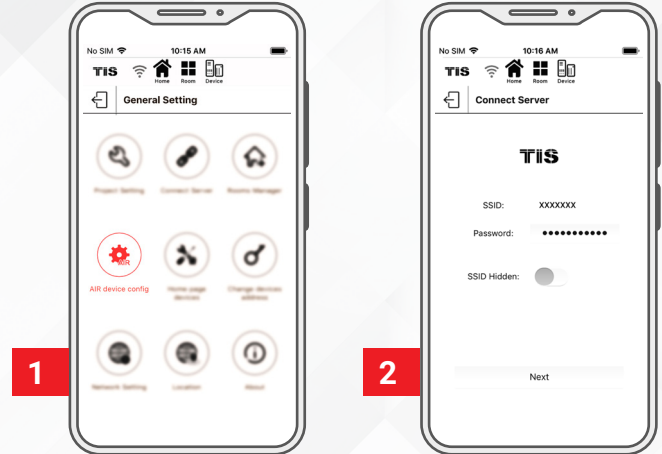 No SIM 10:15 AM
TIS Home Room Device
General Setting
Project Setting Connect Server Rooms Manager
AIR
AIR device config Home page devices Change devices address
Network Setting Location About
1
No SIM 10:16 AM
TIS Home Room Device
Connect Server
TIS
SSID: XXXXXXX
Password: ●●●●●●●●●●●
SSID Hidden:
Next
2